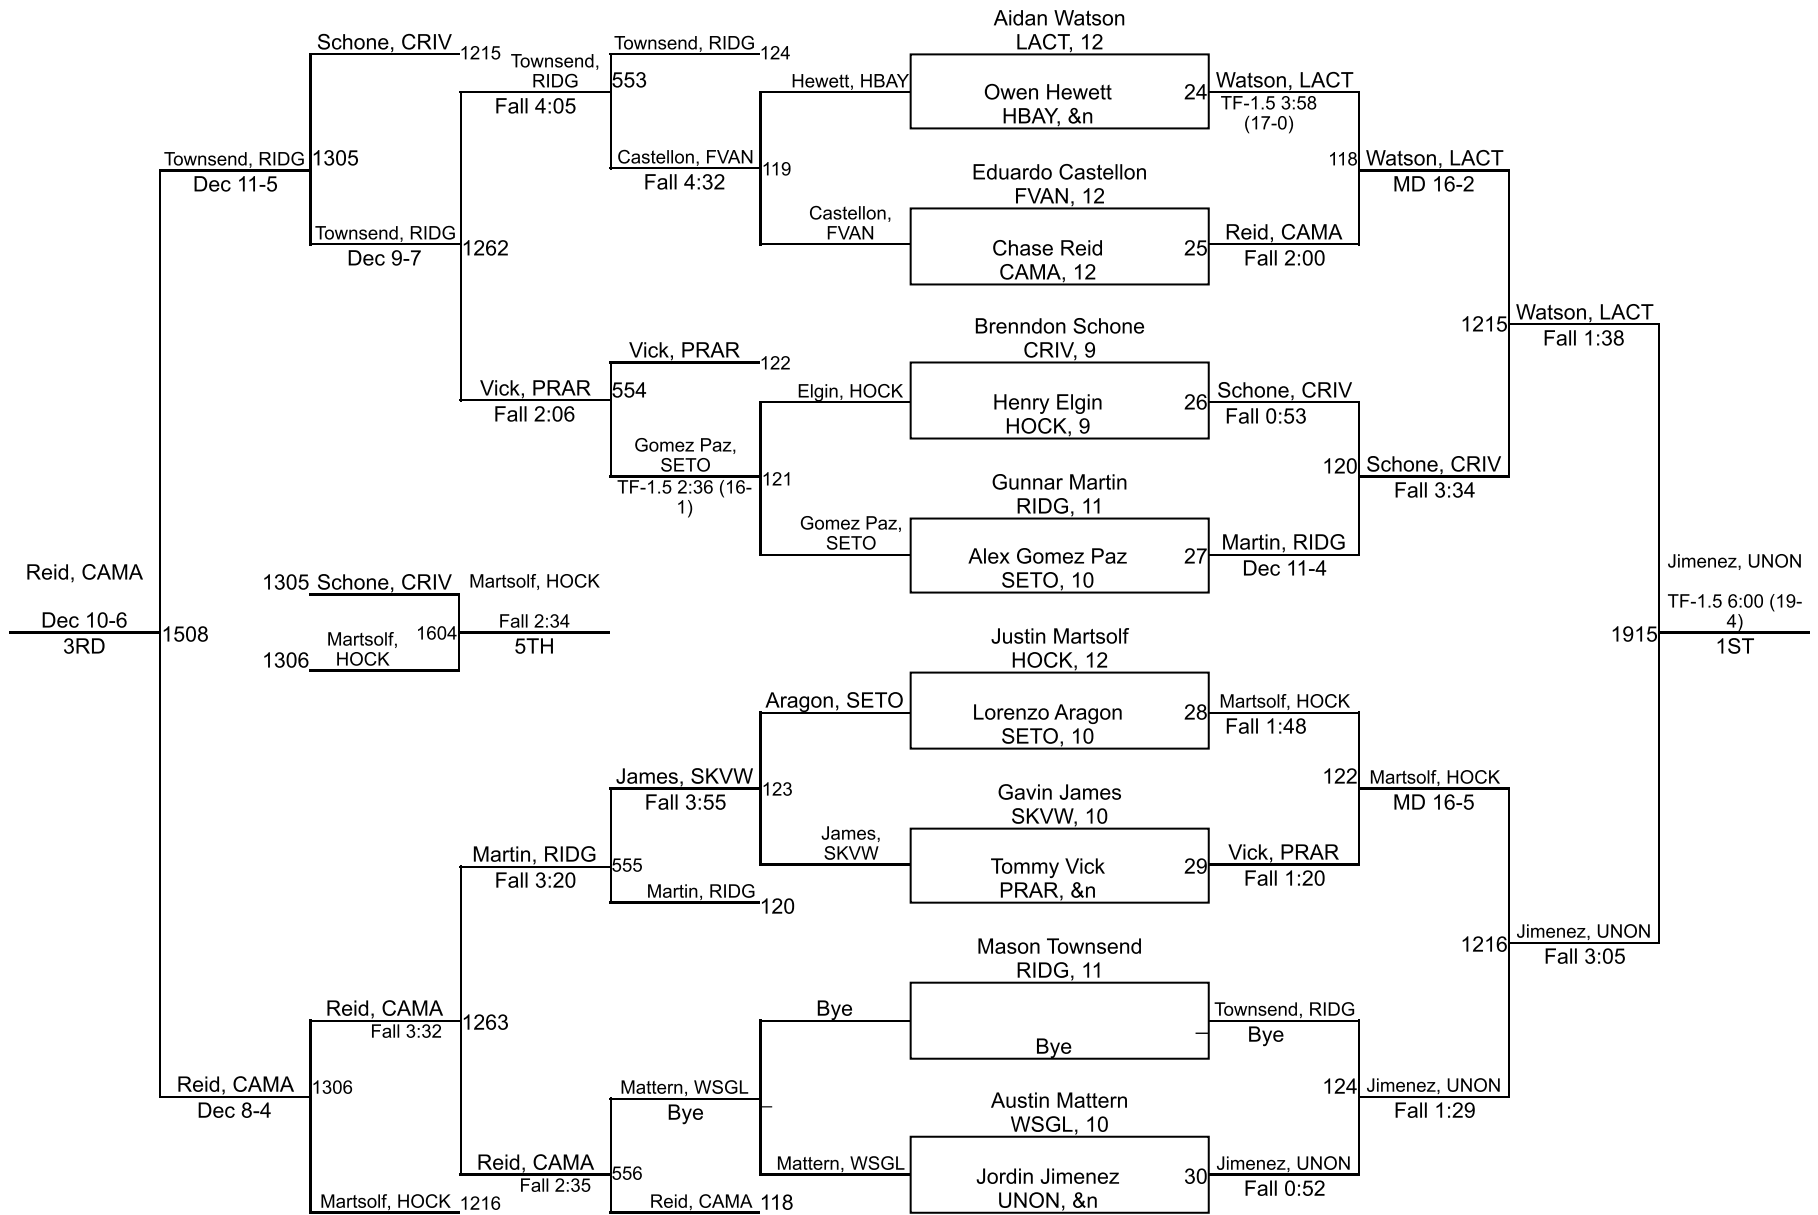 Aidan Watson
LACT, 12
Schone, CRIV
1215
Townsend,
RIDG
Fall 4:05
Townsend, RIDG
124
553
Hewett, HBAY
Owen Hewett
HBAY, &n
24
Watson, LACT
TF-1.5 3:58
(17-0)
Townsend, RIDG
Dec 11-5
1305
Castellon, FVAN
Fall 4:32
119
Eduardo Castellon
FVAN, 12
118
Watson, LACT
MD 16-2
Townsend, RIDG
Dec 9-7
1262
Castellon,
FVAN
Chase Reid
CAMA, 12
25
Reid, CAMA
Fall 2:00
Brenndon Schone
CRIV, 9
1215
Watson, LACT
Fall 1:38
Vick, PRAR
122
Vick, PRAR
Fall 2:06
554
Elgin, HOCK
Henry Elgin
HOCK, 9
26
Schone, CRIV
Fall 0:53
Gomez Paz,
SETO
TF-1.5 2:36 (16-
1)
121
Gunnar Martin
RIDG, 11
120
Schone, CRIV
Fall 3:34
Gomez Paz,
SETO
Alex Gomez Paz
SETO, 10
27
Martin, RIDG
Dec 11-4
Reid, CAMA
Dec 10-6
3RD
1508
1305
Schone, CRIV
1306
Martsolf,
HOCK
1604
Martsolf, HOCK
Fall 2:34
5TH
Jimenez, UNON
TF-1.5 6:00 (19-
4)
1915
1ST
Justin Martsolf
HOCK, 12
Aragon, SETO
Lorenzo Aragon
SETO, 10
28
Martsolf, HOCK
Fall 1:48
James, SKVW
Fall 3:55
123
Gavin James
SKVW, 10
122
Martsolf, HOCK
MD 16-5
James,
SKVW
Tommy Vick
PRAR, &n
29
Vick, PRAR
Fall 1:20
Martin, RIDG
Fall 3:20
555
Martin, RIDG
120
Mason Townsend
RIDG, 11
1216
Jimenez, UNON
Fall 3:05
Reid, CAMA
Fall 3:32
1263
Bye
Bye
Townsend, RIDG
Bye
Reid, CAMA
Dec 8-4
1306
Mattern, WSGL
Bye
Austin Mattern
WSGL, 10
124
Jimenez, UNON
Fall 1:29
Reid, CAMA
Fall 2:35
556
Mattern, WSGL
Jordin Jimenez
UNON, &n
30
Jimenez, UNON
Fall 0:52
Martsolf, HOCK
1216
Reid, CAMA
118